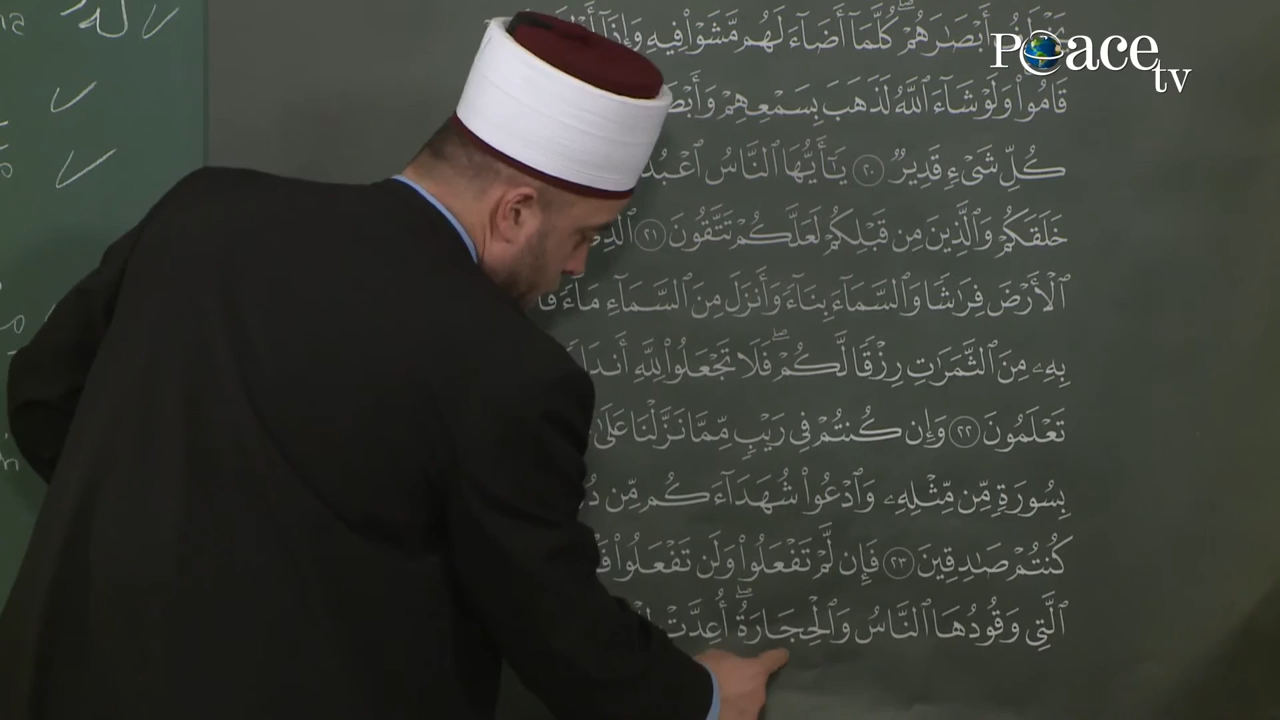 أَبْصَٰرَهُمْ ۖ كُلَّمَآ أَضَآءَ لَهُم مَّشَوْا۟ فِيهِ وَإِذَآ
قَامُوا۟ وَلَوْ شَآءَ ٱللَّهُ لَذَهَبَ بِسَمْعِهِمْ
كُلِّ شَىْءٍ قَدِيرٌ ٢٠ يَٰٓأَيُّهَا ٱلنَّاسُ
خَلَقَكُمْ وَٱلَّذِينَ مِن قَبْلِكُمْ لَعَلَّكُمْ تَتَّقُونَ ٢١
ٱلْأَرْضَ فِرَٰشًا وَٱلسَّمَآءَ بِنَآءً وَأَنزَلَ مِنَ ٱلسَّمَآءِ مَآءً
بِهِۦ مِنَ ٱلثَّمَرَٰتِ رِزْقًا لَّكُمْ ۖ فَلَا تَجْعَلُوا۟ لِلَّهِ
تَعْلَمُونَ ٢٢ وَإِن كُنتُمْ فِى رَيْبٍ مِّمَّا نَزَّلْنَا عَلَىٰ
بِسُورَةٍ مِّن مِّثْلِهِۦ وَٱدْعُوا۟ شُهَدَآءَكُم مِّن
كُنتُمْ صَٰدِقِينَ ٢٣ فَإِن لَّمْ تَفْعَلُوا۟ وَلَن تَفْعَلُوا۟
ٱلَّتِى وَقُودُهَا ٱلنَّاسُ وَٱلْحِجَارَةُ ۖ أُعِدَّتْ
Peace
tv